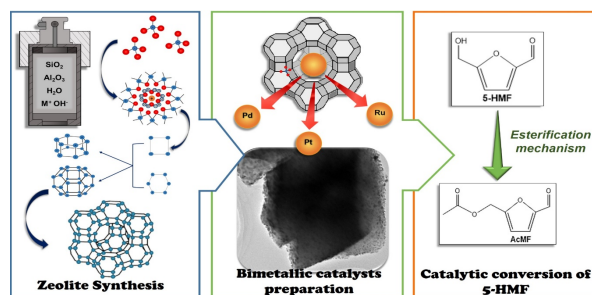 SiO2
Al2O3
H2O
M+ OH-
Zeolite Synthesis
Pd
Ru
Pt
Bimetallic catalysts
preparation
OH
O
O
5-HMF
Esterification
mechanism
O
O
O
O
AcMF
Catalytic conversion of
5-HMF